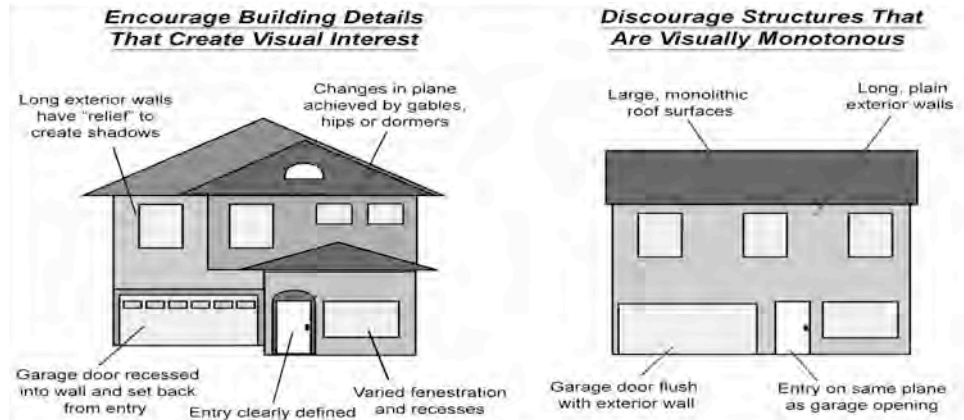 Encourage Building Details
That Create Visual Interest
Long exterior walls
have "relief" to
create shadows
Changes in plane
achieved by gables,
hips or dormers
Garage door recessed
into wall and set back
from entry
Entry clearly defined
Varied fenestration
and recesses
Discourage Structures That
Are Visually Monotonous
Large, monolithic
roof surfaces
Long, plain
exterior walls
Garage door flush
with exterior wall
Entry on same plane
as garage opening